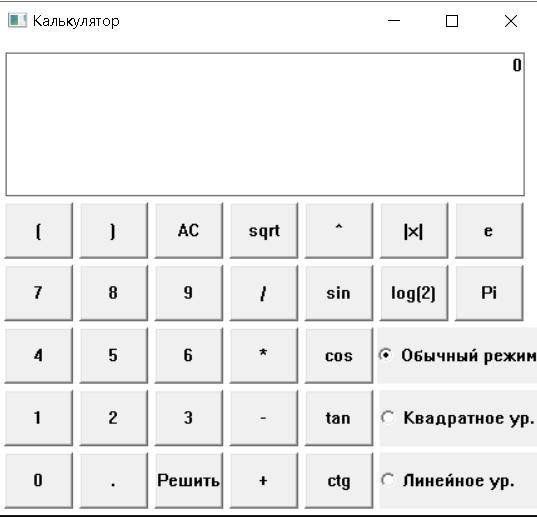 Калькулятор
0
( ) AC sqrt ^ |x| e
7 8 9 / sin log(2) Pi
4 5 6 * cos Обычный режим
1 2 3 - tan Квадратное ур.
0 . Решить + ctg Линейное ур.